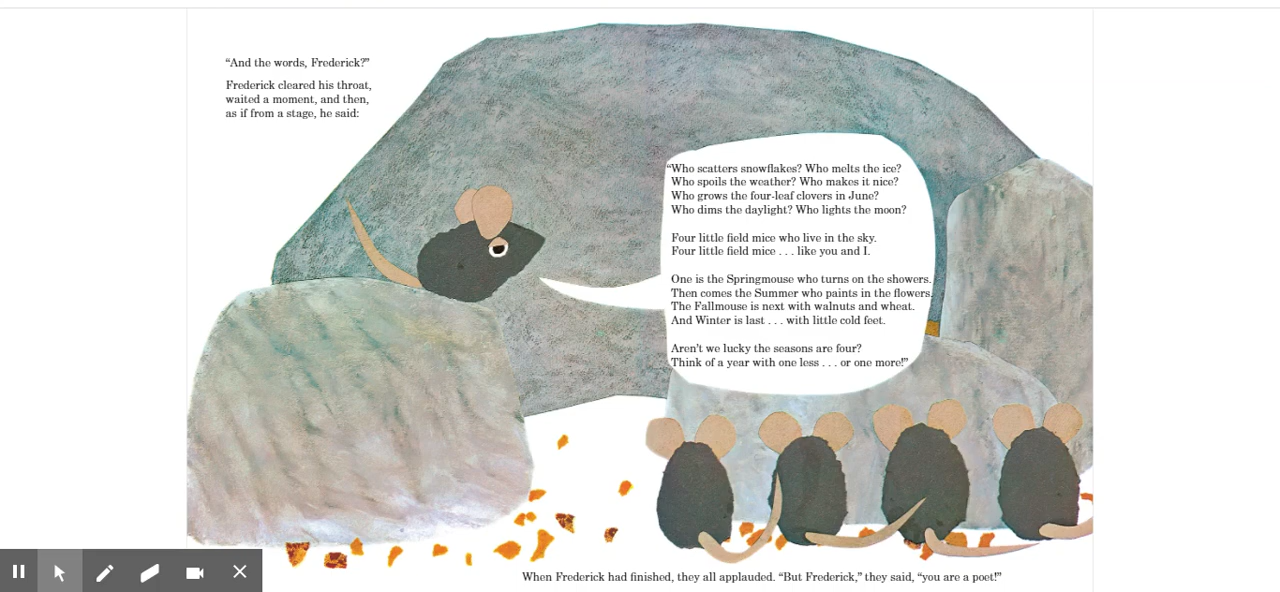 “And the words, Frederick?”
Frederick cleared his throat,
waited a moment, and then,
as if from a stage, he said:
“Who scatters snowflakes? Who melts the ice?
Who spoils the weather? Who makes it nice?
Who grows the four-leaf clovers in June?
Who dims the daylight? Who lights the moon?
Four little field mice who live in the sky.
Four little field mice . . . like you and I.
One is the Springmouse who turns on the showers.
Then comes the Summer who paints in the flowers.
The Fallmouse is next with walnuts and wheat.
And Winter is last . . . with little cold feet.
Aren’t we lucky the seasons are four?
Think of a year with one less . . . or one more!”
When Frederick had finished, they all applauded. “But Frederick,” they said, “you are a poet!”